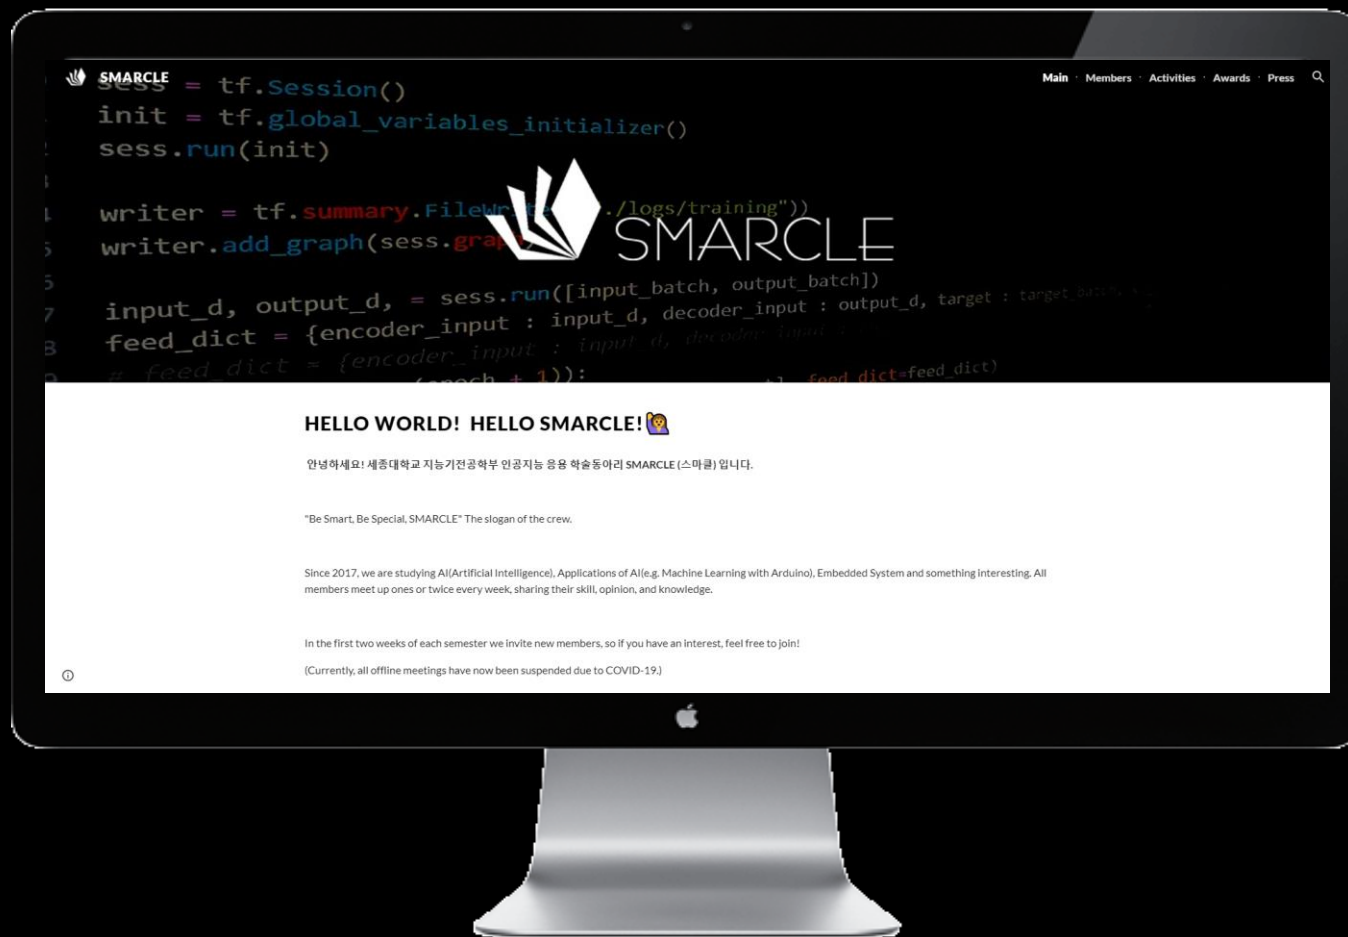 SMARCLE
Main · Members · Activities · Awards · Press
sess = tf.Session()
init = tf.global_variables_initializer()
sess.run(init)
writer = tf.summary. /logs/training"))
writer.add_graph(sess.
SMARCLE
input_d, output_d, = sess.run([input_batch, output_batch])
feed_dict = {encoder_input : input_d, decoder_input : output_d, target :
# feed_dict = {encoder_input : input_d, decoder_input :
+ 1)):
feed_dict=feed_dict)
HELLO WORLD! HELLO SMARCLE!🙋
안녕하세요! 세종대학교 지능기전공학부 인공지능 응용 학술동아리 SMARCLE (스마클) 입니다.
"Be Smart, Be Special, SMARCLE" The slogan of the crew.
Since 2017, we are studying AI(Artificial Intelligence), Applications of AI(e.g. Machine Learning with Arduino), Embedded System and something interesting. All
members meet up ones or twice every week, sharing their skill, opinion, and knowledge.
In the first two weeks of each semester we invite new members, so if you have an interest, feel free to join!
(Currently, all offline meetings have now been suspended due to COVID-19.)